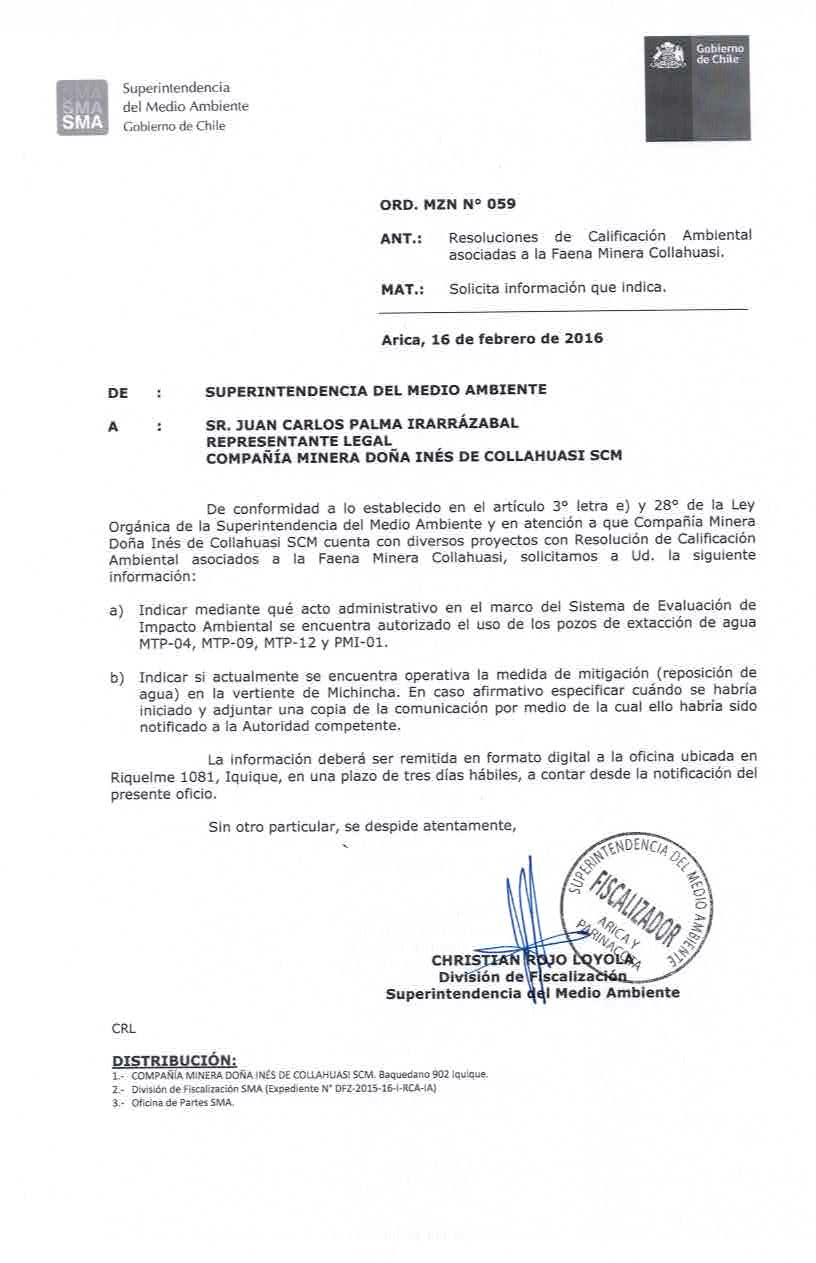 SMA
SMA
SMA
Superintendencia
del Medio Ambiente
Gobierno de Chile
Gobierno
de Chile
ORD. MZN N° 059
ANT.: Resoluciones de Calificación Ambiental
asociadas a la Faena Minera Collahuasi.
MAT.: Solicita información que indica.
Arica, 16 de febrero de 2016
DE : SUPERINTENDENCIA DEL MEDIO AMBIENTE
A : SR. JUAN CARLOS PALMA IRARRÁZABAL
REPRESENTANTE LEGAL
COMPAÑÍA MINERA DOÑA INÉS DE COLLAHUASI SCM
De conformidad a lo establecido en el artículo 3° letra e) y 28° de la Ley
Orgánica de la Superintendencia del Medio Ambiente y en atención a que Compañía Minera
Doña Inés de Collahuasi SCM cuenta con diversos proyectos con Resolución de Calificación
Ambiental asociados a la Faena Minera Collahuasi, solicitamos a Ud. la siguiente
información:
a) Indicar mediante qué acto administrativo en el marco del Sistema de Evaluación de
Impacto Ambiental se encuentra autorizado el uso de los pozos de extacción de agua
MTP-04, MTP-09, MTP-12 y PMI-01.
b) Indicar si actualmente se encuentra operativa la medida de mitigación (reposición de
agua) en la vertiente de Michincha. En caso afirmativo especificar cuándo se habría
iniciado y adjuntar una copia de la comunicación por medio de la cual ello habría sido
notificado a la Autoridad competente.
La información deberá ser remitida en formato digital a la oficina ubicada en
Riquelme 1081, Iquique, en una plazo de tres días hábiles, a contar desde la notificación del
presente oficio.
Sin otro particular, se despide atentamente,
SUPERINTENDENCIA DEL MEDIO AMBIENTE
FISCALIZADOR
ARICA Y
PARINACOTA
CHRISTIAN ROJO LOYOLA
División de Fiscalización
Superintendencia del Medio Ambiente
CRL
DISTRIBUCIÓN:
1.- COMPAÑÍA MINERA DOÑA INÉS DE COLLAHUASI SCM. Baquedano 902 Iquique.
2.- División de Fiscalización SMA (Expediente N° DFZ-2015-16-I-RCA-IA)
3.- Oficina de Partes SMA.